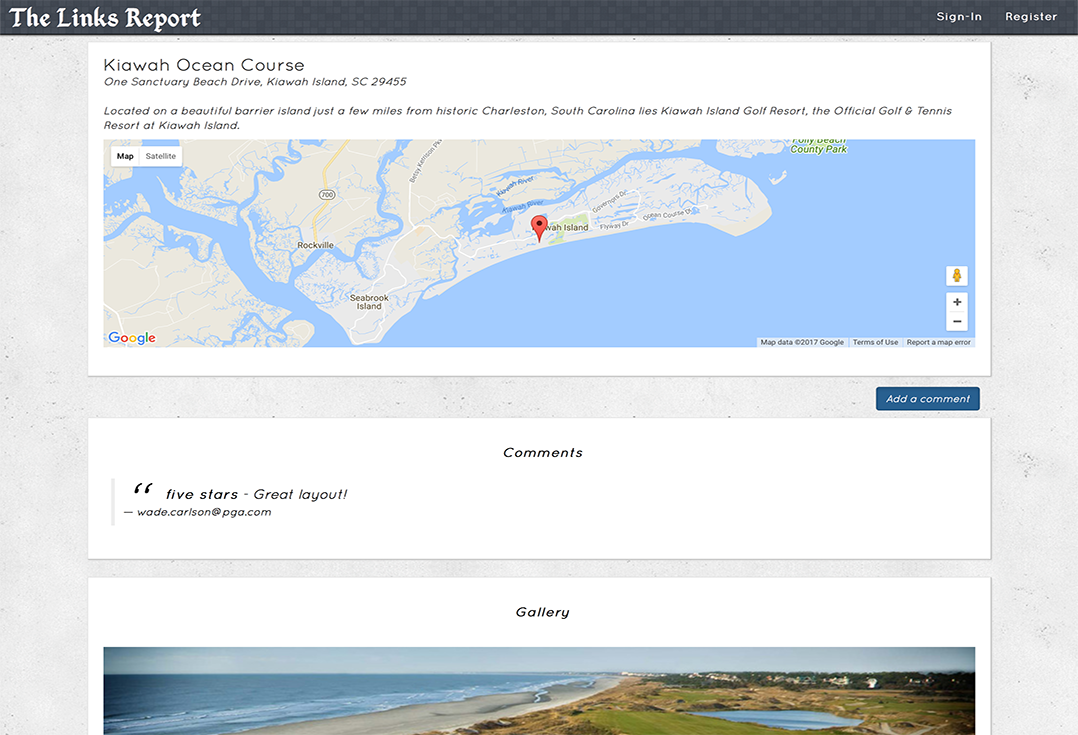 The Links Report
Sign-In Register
Kiawah Ocean Course
One Sanctuary Beach Drive, Kiawah Island, SC 29455
Located on a beautiful barrier island just a few miles from historic Charleston, South Carolina lies Kiawah Island Golf Resort, the Official Golf & Tennis
Resort at Kiawah Island.
Map Satellite
County Park
Betsy Kerrison Pkwy
700
Kiawah River
Kiawah River
Governors Dr
Ocean Course Dr
Flyway Dr
Island
Rockville
Seabrook
Island
+
−
Google
Map data ©2017 Google Terms of Use Report a map error
Add a comment
Comments
“ five stars - Great layout!
— wade.carlson@pga.com
Gallery